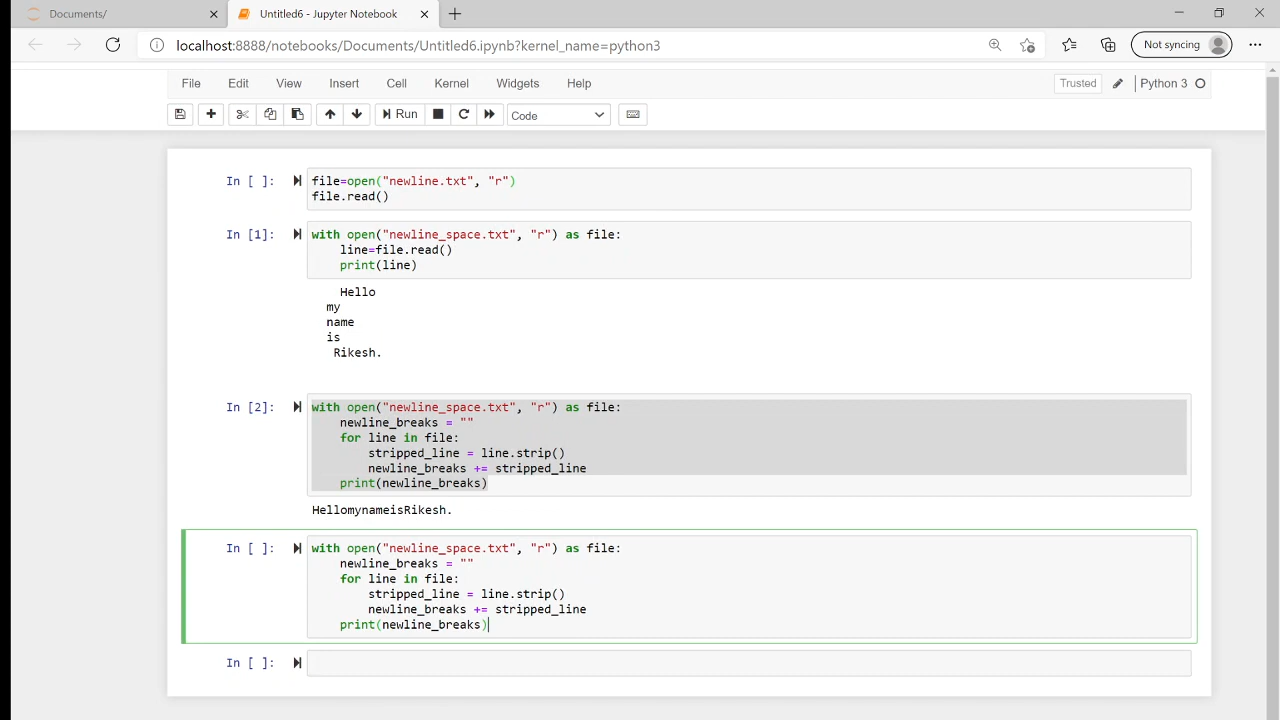 Documents/
Untitled6 - Jupyter Notebook
localhost:8888/notebooks/Documents/Untitled6.ipynb?kernel_name=python3
Not syncing
File Edit View Insert Cell Kernel Widgets Help
Trusted
Python 3
Run
Code
In [ ]:
file=open("newline.txt", "r")
file.read()
In [1]:
with open("newline_space.txt", "r") as file:
    line=file.read()
    print(line)
    Hello
  my
  name
  is
   Rikesh.
In [2]:
with open("newline_space.txt", "r") as file:
    newline_breaks = ""
    for line in file:
        stripped_line = line.strip()
        newline_breaks += stripped_line
    print(newline_breaks)
HellomynameisRikesh.
In [ ]:
with open("newline_space.txt", "r") as file:
    newline_breaks = ""
    for line in file:
        stripped_line = line.strip()
        newline_breaks += stripped_line
    print(newline_breaks)
In [ ]: